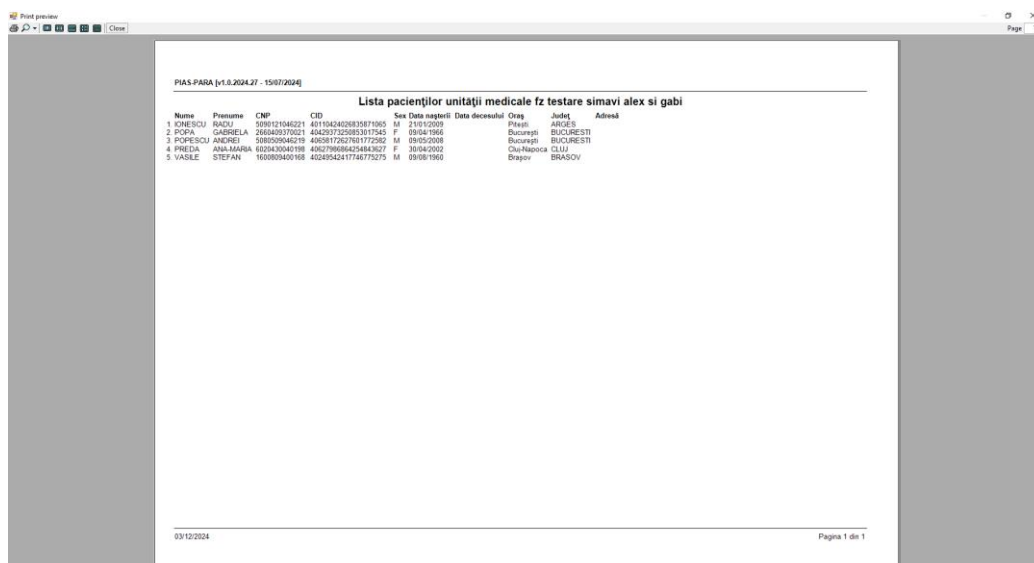 Print preview
Close
Page
PIAS-PARA [v1.0.2024.27 - 15/07/2024]
Lista pacienţilor unităţii medicale fz testare simavi alex si gabi
Nume Prenume CNP CID Sex Data naşterii Data decesului Oraş Judeţ Adresă
1. IONESCU RADU 5090121046221 40110424026835871065 M 21/01/2009 Piteşti ARGES
2. POPA GABRIELA 2660409370021 40429373250853017545 F 09/04/1966 Bucureşti BUCURESTI
3. POPESCU ANDREI 5080509046219 40658172627601772582 M 09/05/2008 Bucureşti BUCURESTI
4. PREDA ANA-MARIA 6020430040198 40627986864254843627 F 30/04/2002 Cluj-Napoca CLUJ
5. VASILE STEFAN 1600809400168 40249542417746775275 M 09/08/1960 Braşov BRASOV
03/12/2024 Pagina 1 din 1